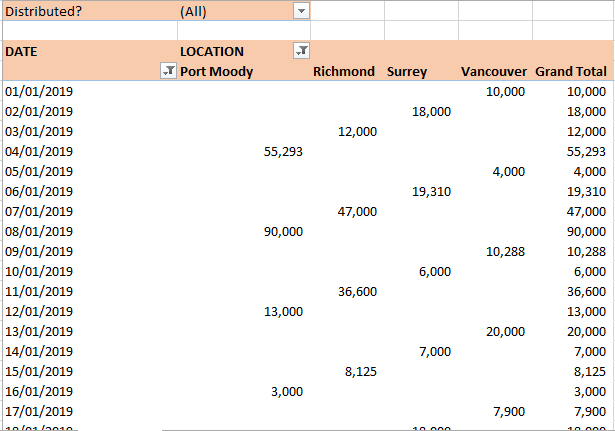 Distributed? (All)
DATE LOCATION
Port Moody Richmond Surrey Vancouver Grand Total
01/01/2019 10,000 10,000
02/01/2019 18,000 18,000
03/01/2019 12,000 12,000
04/01/2019 55,293 55,293
05/01/2019 4,000 4,000
06/01/2019 19,310 19,310
07/01/2019 47,000 47,000
08/01/2019 90,000 90,000
09/01/2019 10,288 10,288
10/01/2019 6,000 6,000
11/01/2019 36,600 36,600
12/01/2019 13,000 13,000
13/01/2019 20,000 20,000
14/01/2019 7,000 7,000
15/01/2019 8,125 8,125
16/01/2019 3,000 3,000
17/01/2019 7,900 7,900